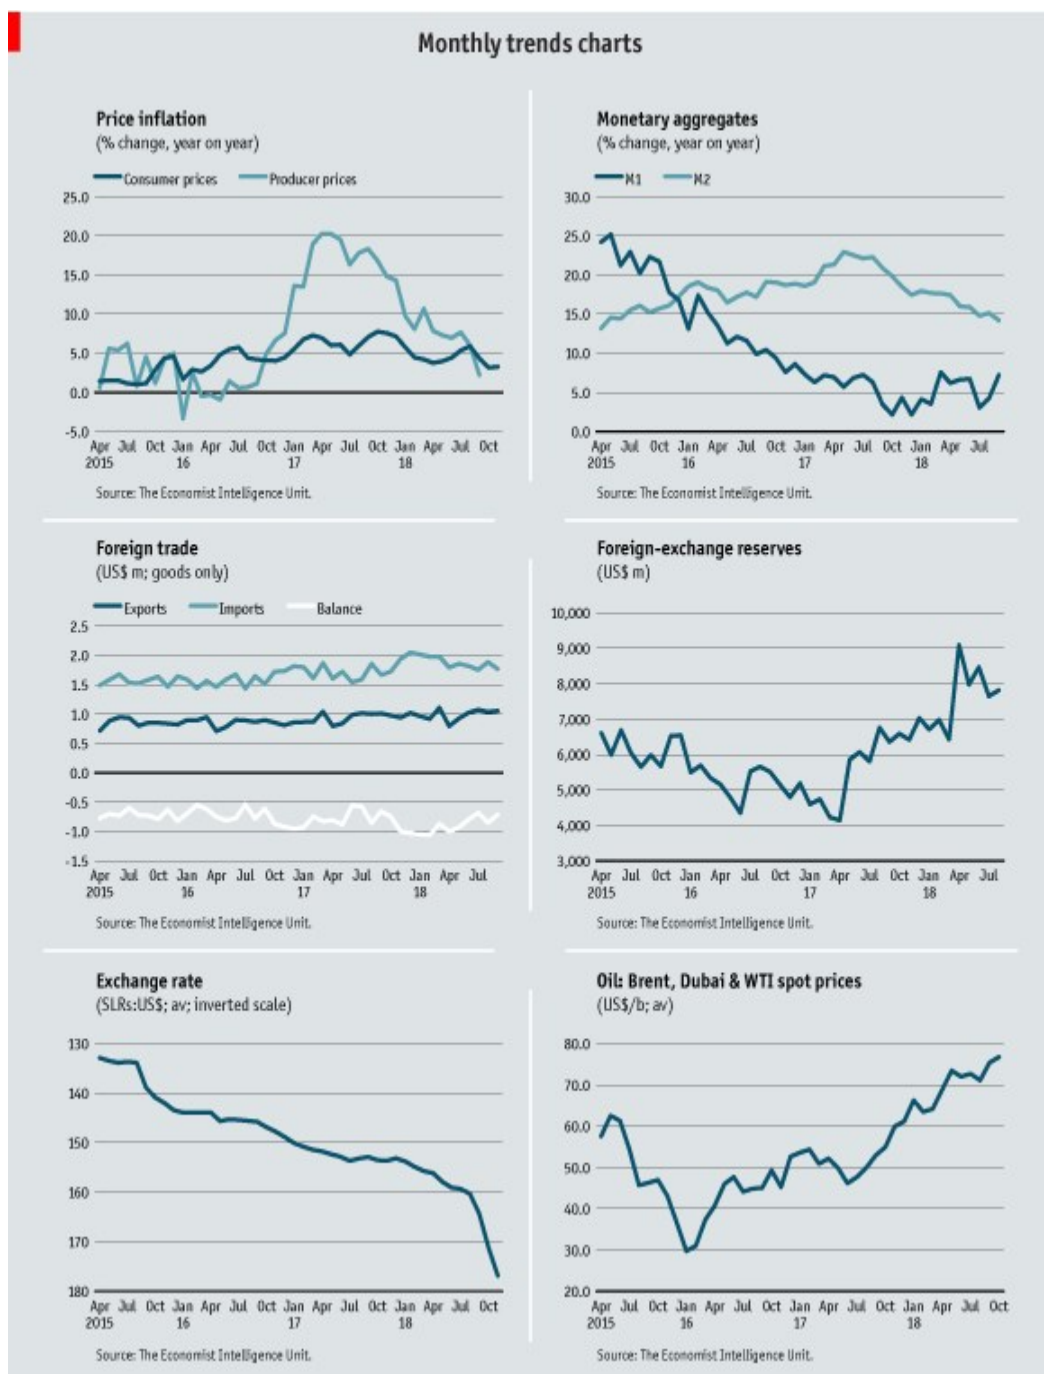 Monthly trends charts
Price inflation
(% change, year on year)
Consumer prices Producer prices
25.0
20.0
15.0
10.0
5.0
0.0
-5.0
Apr Jul Oct Jan Apr Jul Oct Jan Apr Jul Oct Jan Apr Jul Oct
2015 16 17 18
Source: The Economist Intelligence Unit.
Monetary aggregates
(% change, year on year)
M1 M2
30.0
25.0
20.0
15.0
10.0
5.0
0.0
Apr Jul Oct Jan Apr Jul Oct Jan Apr Jul Oct Jan Apr Jul
2015 16 17 18
Source: The Economist Intelligence Unit.
Foreign trade
(US$ m; goods only)
Exports Imports Balance
2.5
2.0
1.5
1.0
0.5
0.0
-0.5
-1.0
-1.5
Apr Jul Oct Jan Apr Jul Oct Jan Apr Jul Oct Jan Apr Jul
2015 16 17 18
Source: The Economist Intelligence Unit.
Foreign-exchange reserves
(US$ m)
10,000
9,000
8,000
7,000
6,000
5,000
4,000
3,000
Apr Jul Oct Jan Apr Jul Oct Jan Apr Jul Oct Jan Apr Jul
2015 16 17 18
Source: The Economist Intelligence Unit.
Exchange rate
(SLRs:US$; av; inverted scale)
130
140
150
160
170
180
Apr Jul Oct Jan Apr Jul Oct Jan Apr Jul Oct Jan Apr Jul Oct
2015 16 17 18
Source: The Economist Intelligence Unit.
Oil: Brent, Dubai & WTI spot prices
(US$/b; av)
80.0
70.0
60.0
50.0
40.0
30.0
20.0
Apr Jul Oct Jan Apr Jul Oct Jan Apr Jul Oct Jan Apr Jul Oct
2015 16 17 18
Source: The Economist Intelligence Unit.